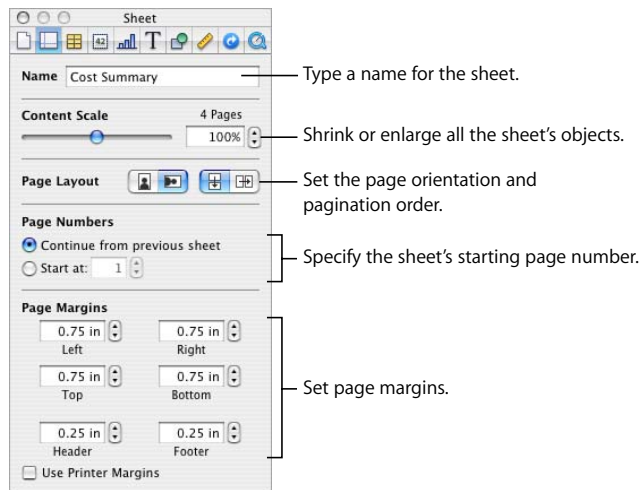 Sheet
42
T
Name Cost Summary
Type a name for the sheet.
Content Scale 4 Pages
100%
Shrink or enlarge all the sheet's objects.
Page Layout
Set the page orientation and
pagination order.
Page Numbers
Continue from previous sheet
Start at: 1
Specify the sheet's starting page number.
Page Margins
0.75 in 0.75 in
Left Right
0.75 in 0.75 in
Top Bottom
Set page margins.
0.25 in 0.25 in
Header Footer
Use Printer Margins